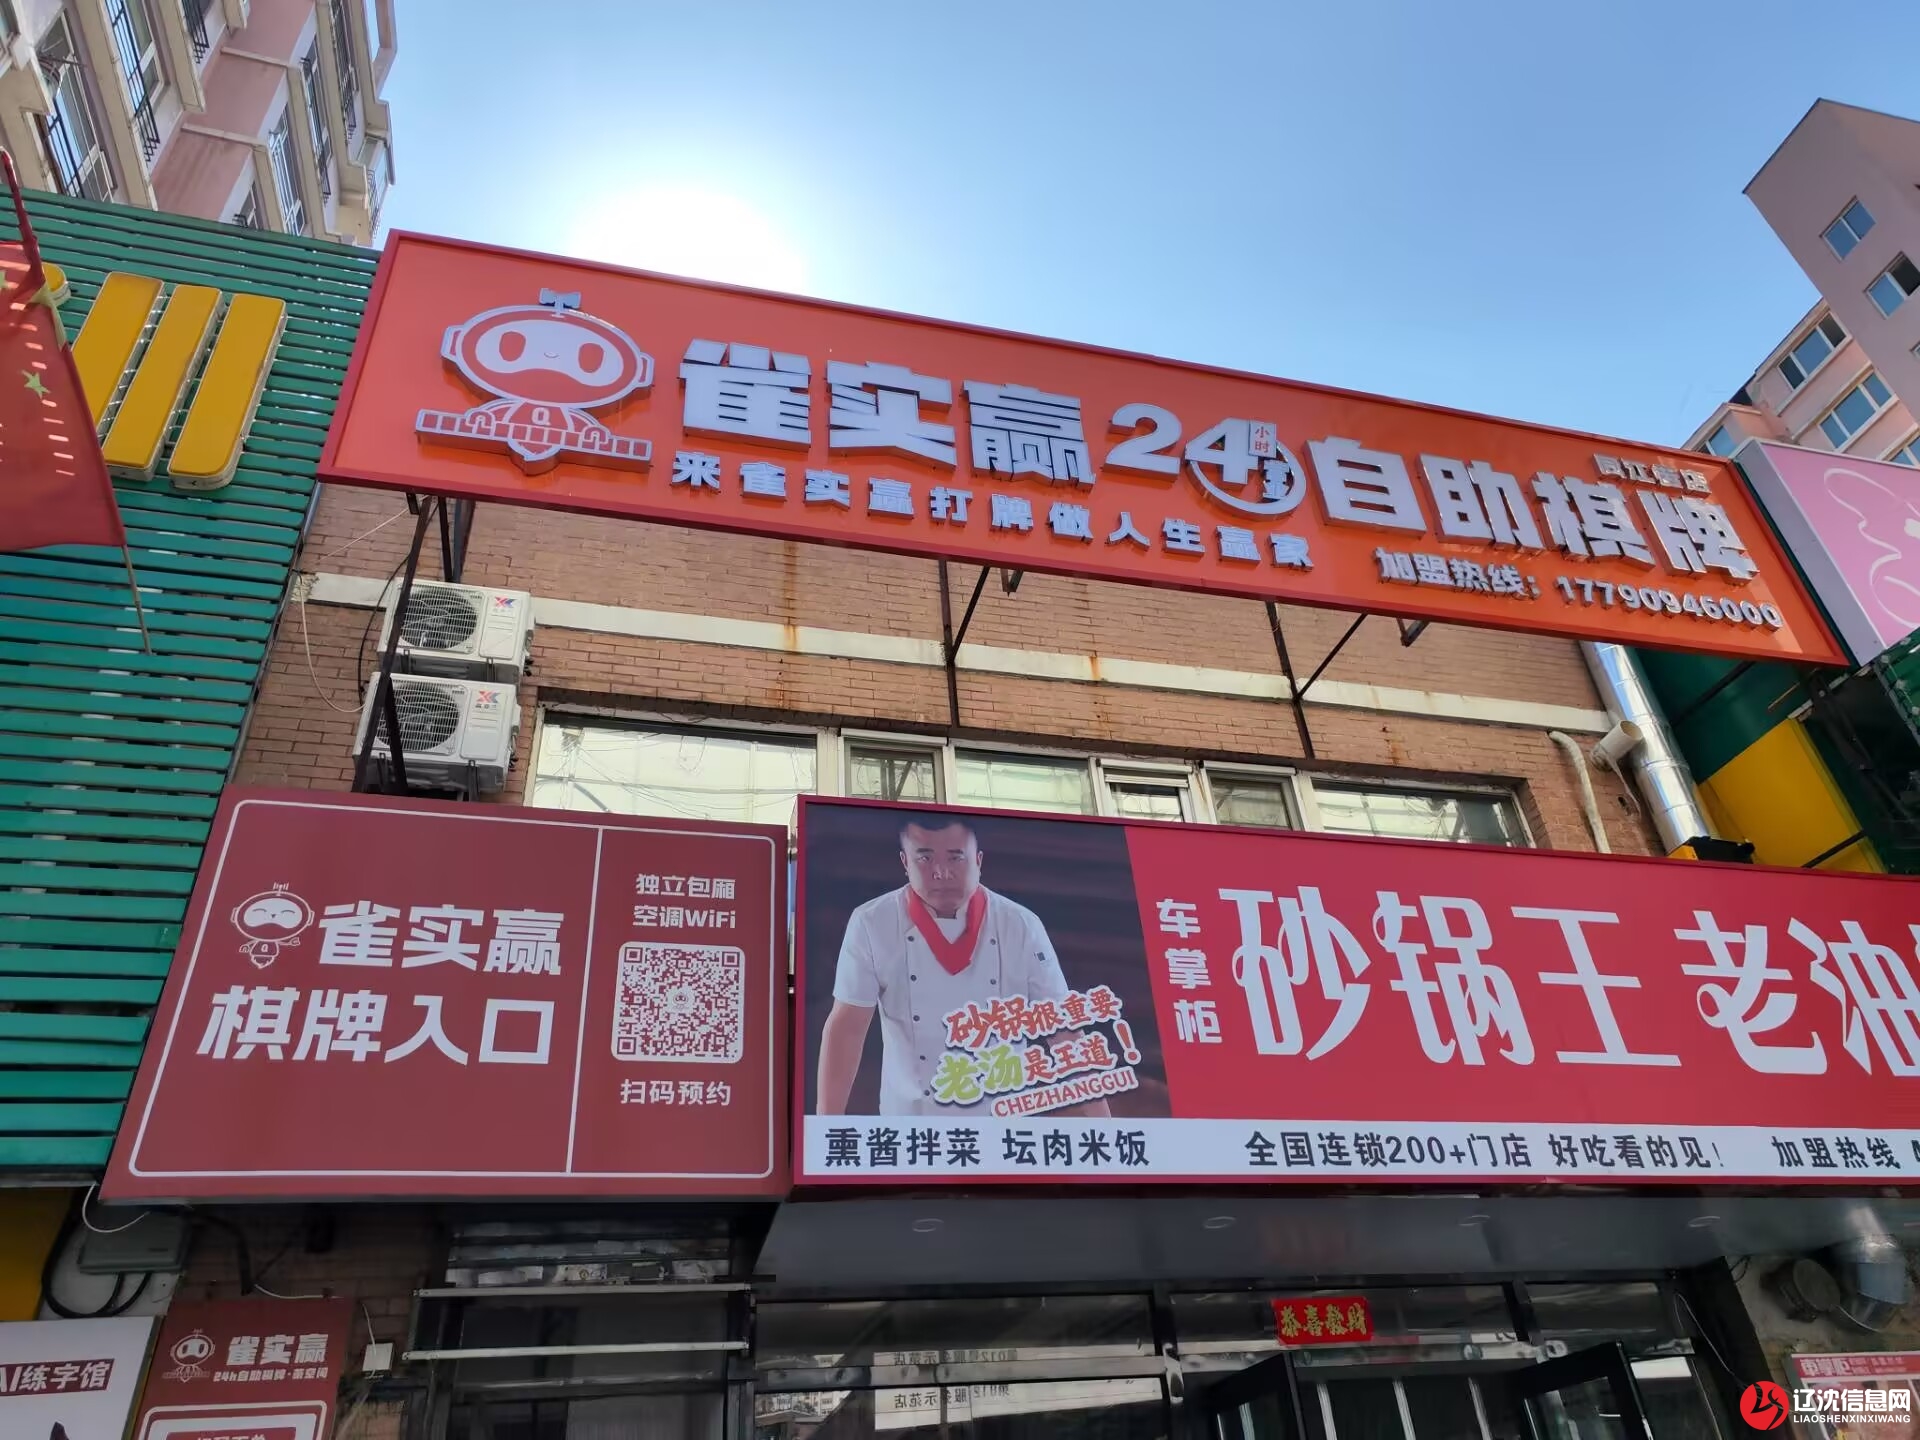 雀实赢24小时自助棋牌
来雀实赢打牌做人生赢家
加盟热线：17790946000
雀实赢
棋牌入口
独立包厢
空调WiFi
扫码预约
砂锅很重要
老汤是王道！
CHEZHANGGUI
车掌柜
砂锅王 老油
熏酱拌菜 坛肉米饭
全国连锁200+门店 好吃看的见！
加盟热线
恭喜發財
AI练字馆
雀实赢
24h自助棋牌·茶空间
辽沈信息网
LIAOSHENXINXIWANG